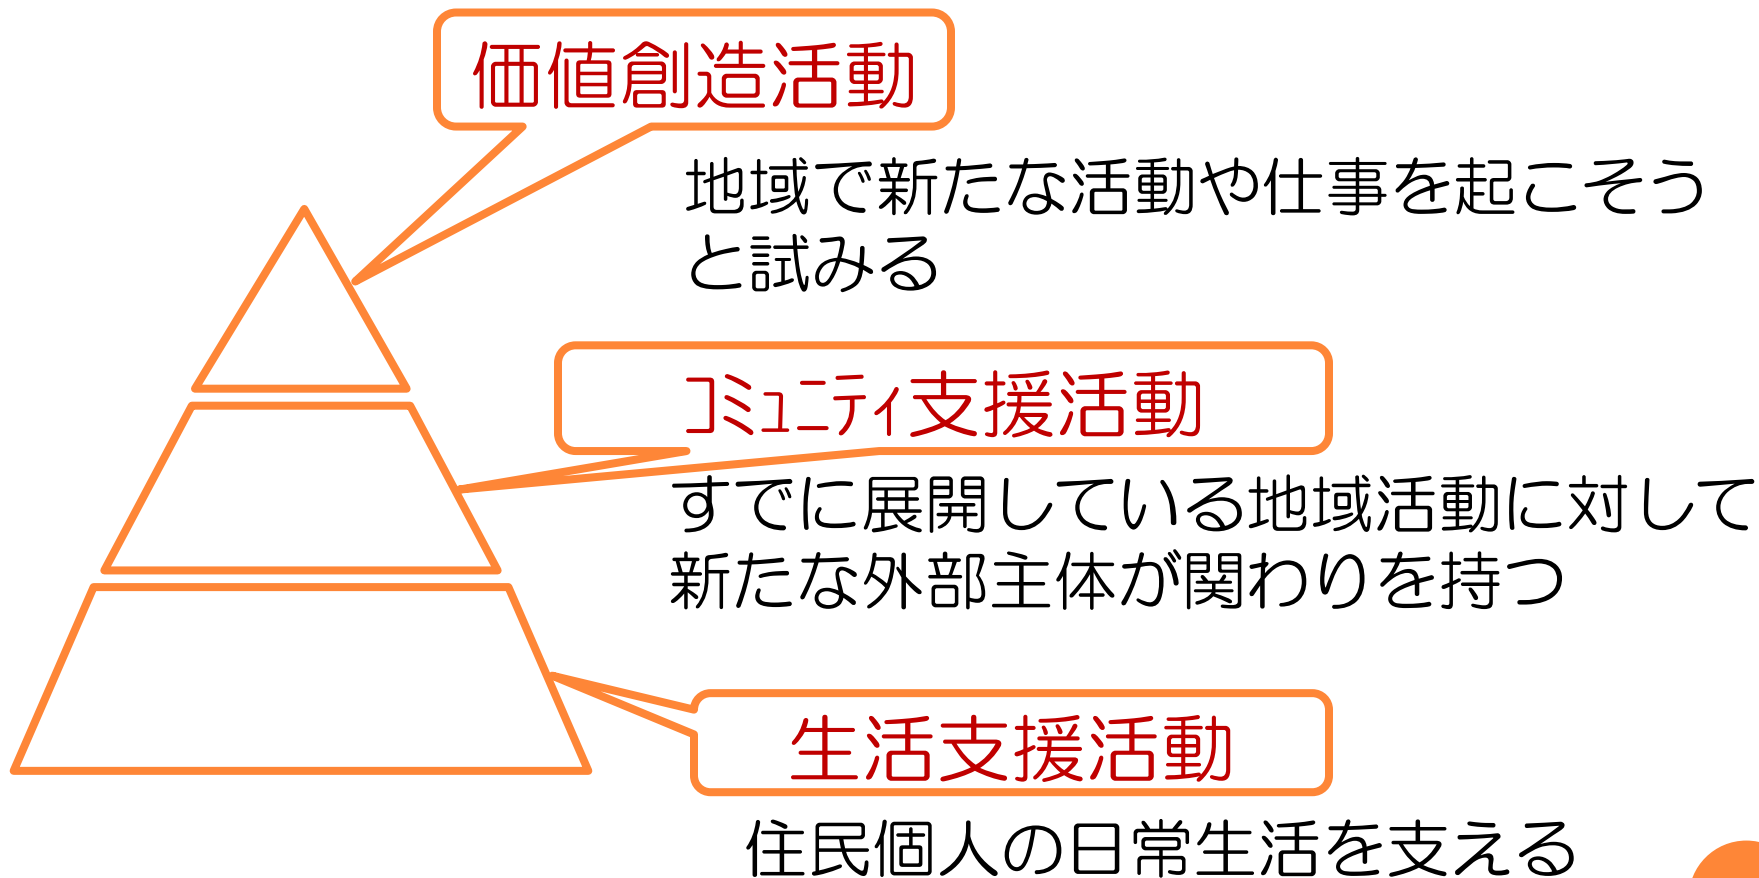 価値創造活動
地域で新たな活動や仕事を起こそう
と試みる
ｺﾐｭﾆﾃｨ支援活動
すでに展開している地域活動に対して
新たな外部主体が関わりを持つ
生活支援活動
住民個人の日常生活を支える